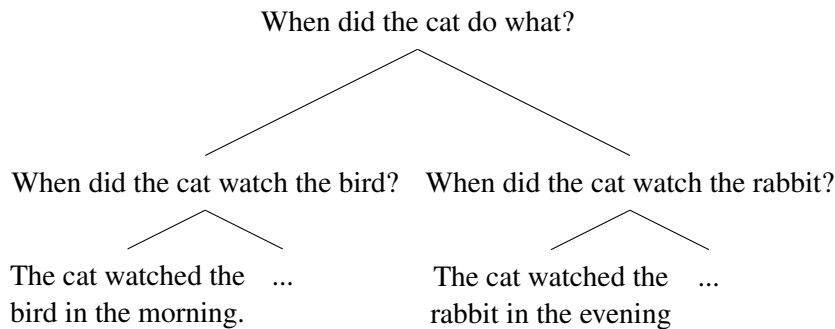 When did the cat do what?
When did the cat watch the bird?
When did the cat watch the rabbit?
The cat watched the
bird in the morning.
...
The cat watched the
rabbit in the evening
...